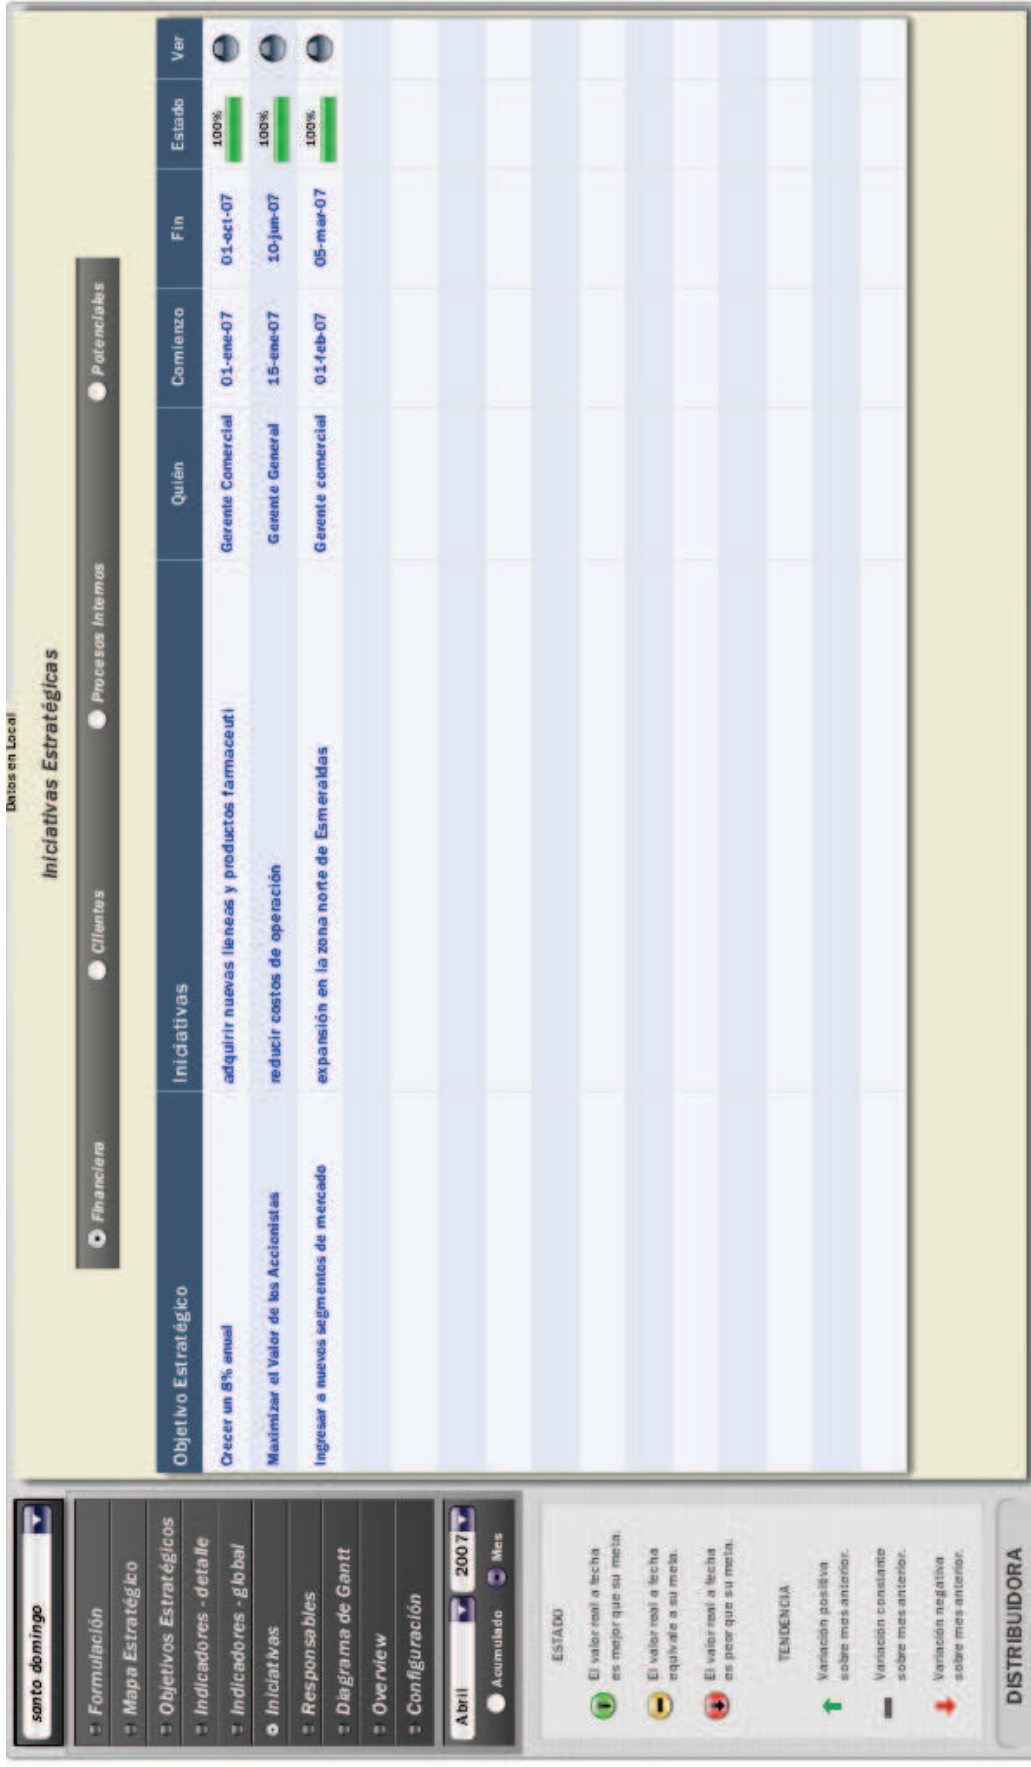 Datos en Local
santo domingo
Formulación
Mapa Estratégico
Objetivos Estratégicos
Indicadores - detalle
Indicadores - global
Iniciativas
Responsables
Diagrama de Gantt
Overview
Configuración
Abril 2007
Acumulado Mes
ESTADO
El valor real a fecha
es mejor que su meta.
El valor real a fecha
equivale a su meta.
El valor real a fecha
es peor que su meta.
TENDENCIA
Variación positiva
sobre mes anterior.
Variación constante
sobre mes anterior.
Variación negativa
sobre mes anterior.
DISTRIBUIDORA
Iniciativas Estratégicas
Financiera Clientes Procesos Internos Potenciales
Objetivo Estratégico Iniciativas Quién Comienzo Fin Estado Ver
Crecer un 8% anual adquirir nuevas lieneas y productos farmaceuti Gerente Comercial 01-ene-07 01-oct-07 100%
Maximizar el Valor de los Accionistas reducir costos de operación Gerente General 15-ene-07 10-jun-07 100%
Ingresar a nuevos segmentos de mercado expansión en la zona norte de Esmeraldas Gerente comercial 01-feb-07 05-mar-07 100%